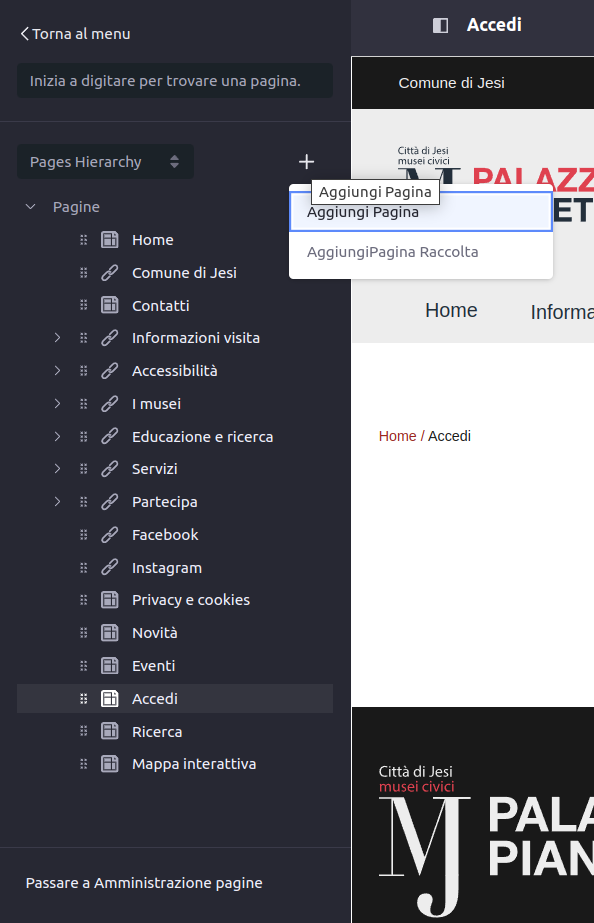 Torna al menu
Inizia a digitare per trovare una pagina.
Pages Hierarchy
Pagine
Home
Comune di Jesi
Contatti
Informazioni visita
Accessibilità
I musei
Educazione e ricerca
Servizi
Partecipa
Facebook
Instagram
Privacy e cookies
Novità
Eventi
Accedi
Ricerca
Mappa interattiva
Passare a Amministrazione pagine
Aggiungi Pagina
Aggiungi Pagina
AggiungiPagina Raccolta
Accedi
Comune di Jesi
Città di Jesi
musei civici
MJ
PALAZZ
ET
Home
Informa
Home / Accedi
Città di Jesi
musei civici
MJ
PALA
PIAN